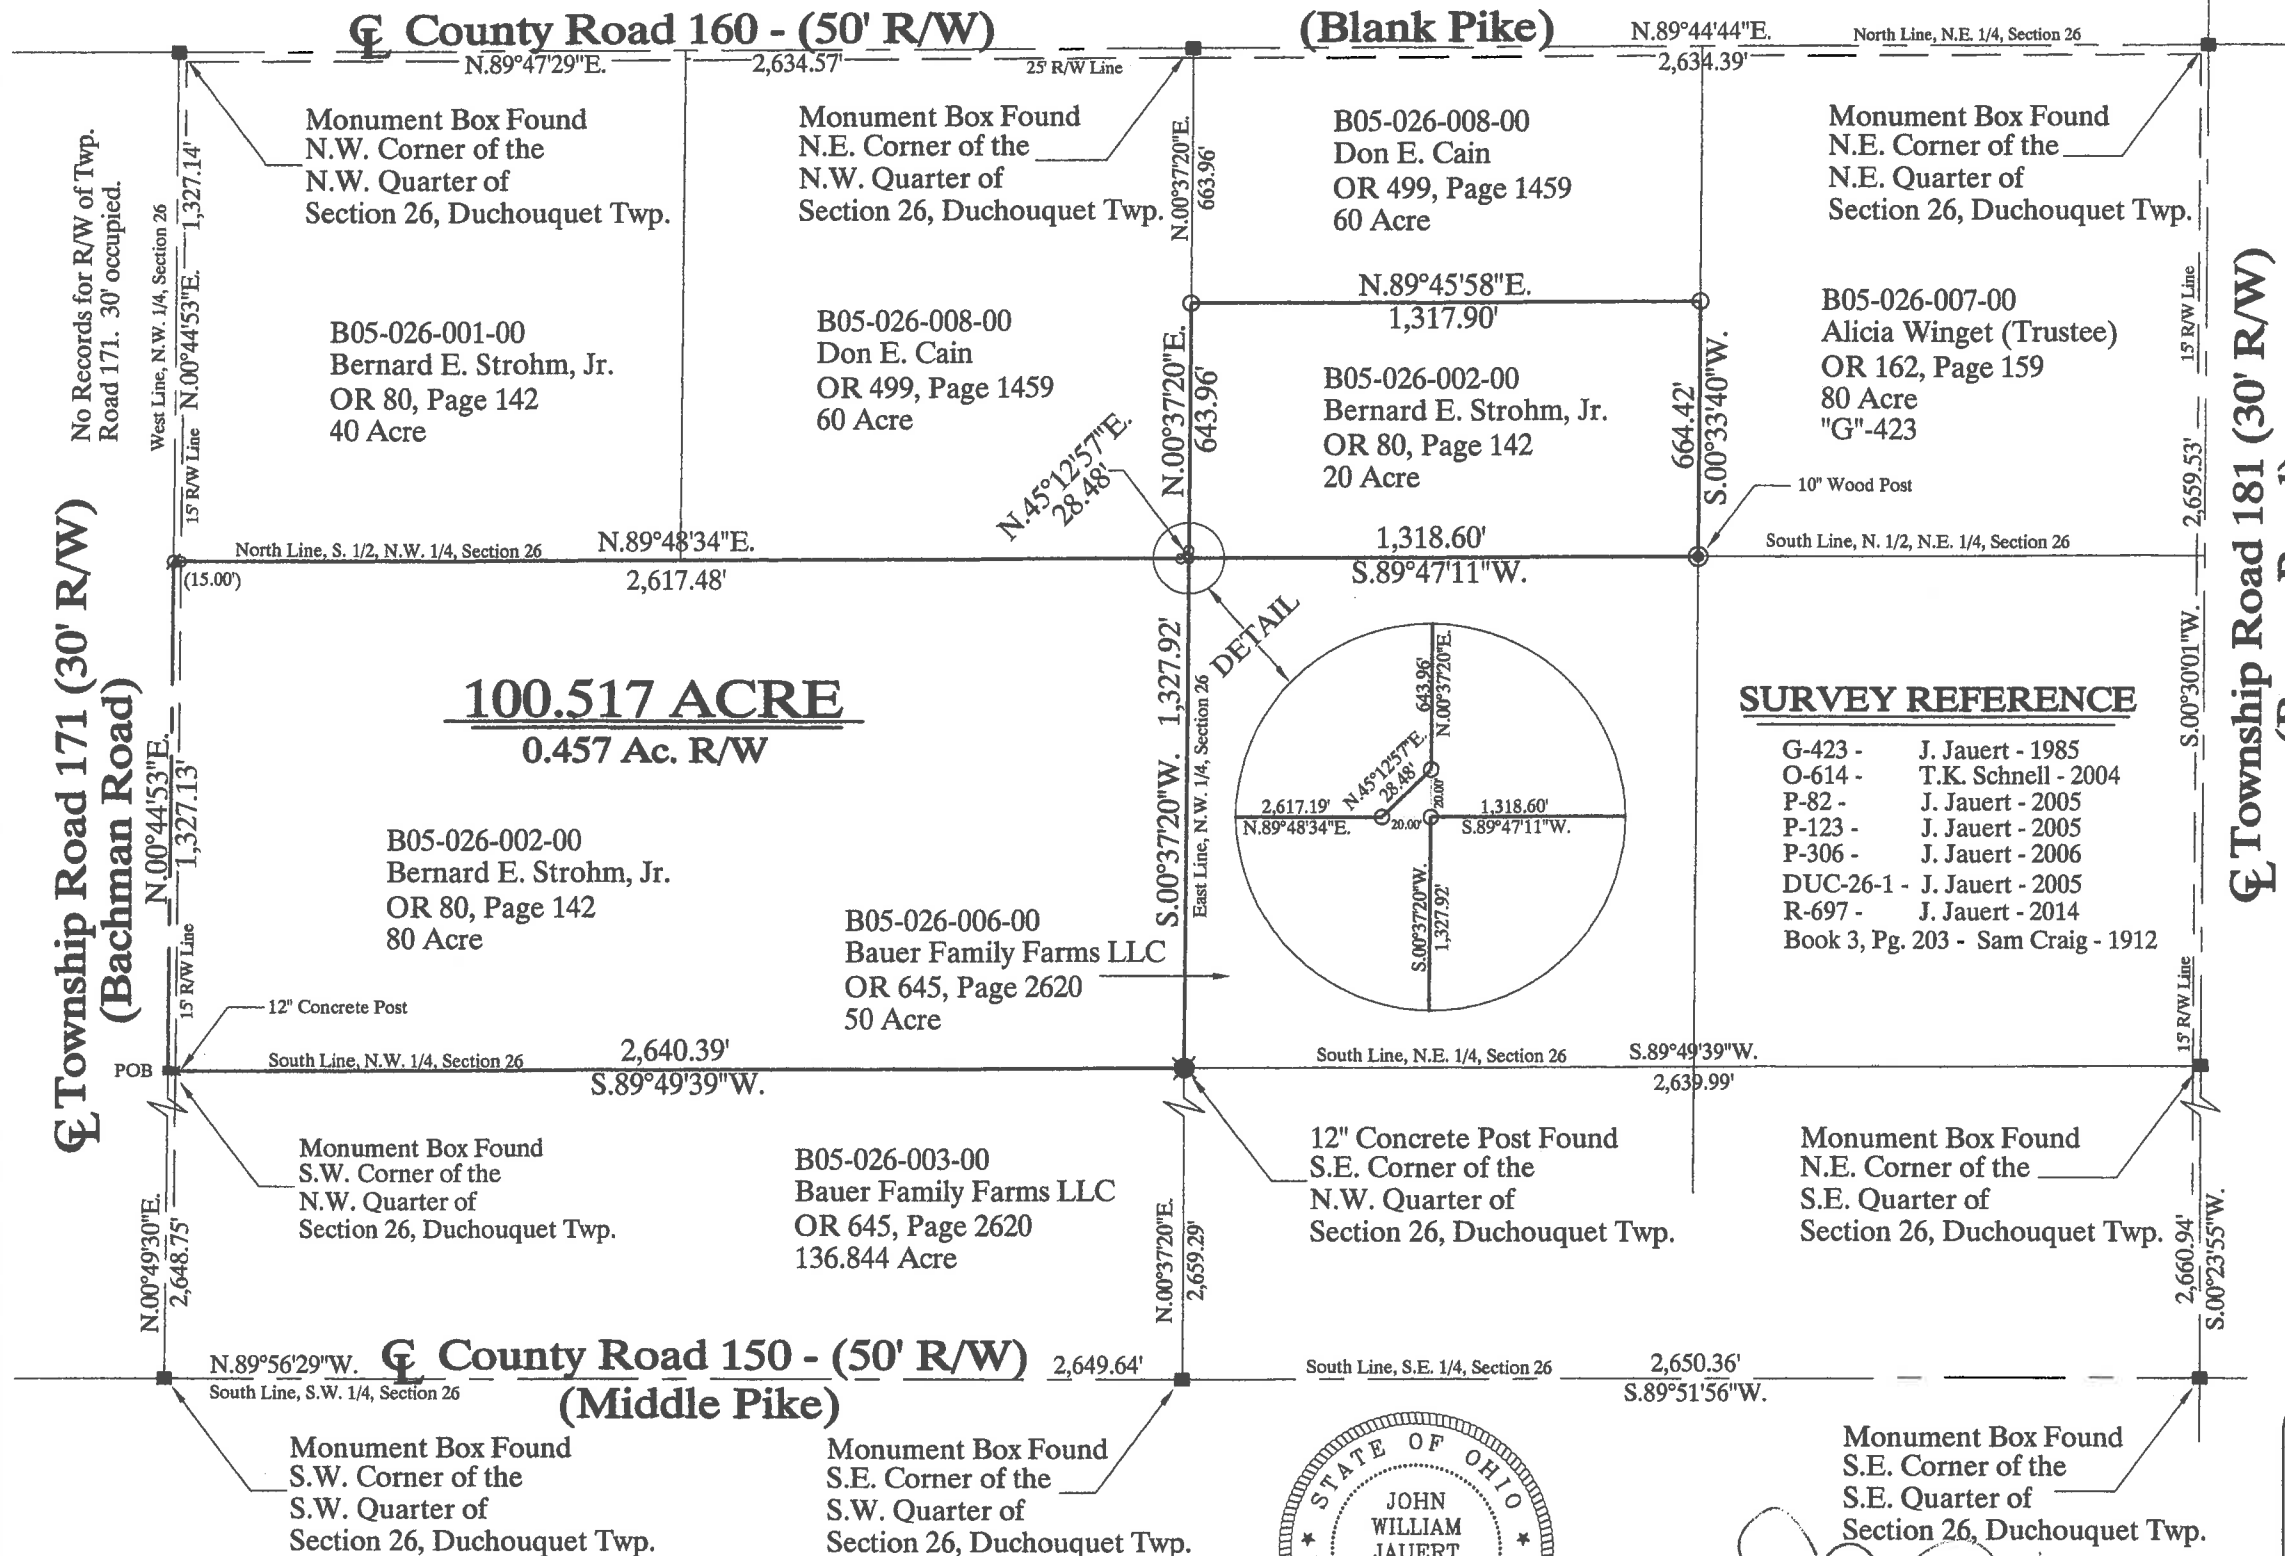 ℄ County Road 160 - (50' R/W)
(Blank Pike)
N.89°44'44"E.
North Line, N.E. 1/4, Section 26
N.89°47'29"E.
2,634.57'
25' R/W Line
2,634.39'
No Records for R/W of Twp.
Road 171. 30' occupied.
West Line, N.W. 1/4, Section 26
N.00°44'53"E.
1,327.14'
15' R/W Line
Monument Box Found
N.W. Corner of the
N.W. Quarter of
Section 26, Duchouquet Twp.
Monument Box Found
N.E. Corner of the
N.W. Quarter of
Section 26, Duchouquet Twp.
N.00°37'20"E.
663.96'
B05-026-008-00
Don E. Cain
OR 499, Page 1459
60 Acre
Monument Box Found
N.E. Corner of the
N.E. Quarter of
Section 26, Duchouquet Twp.
B05-026-001-00
Bernard E. Strohm, Jr.
OR 80, Page 142
40 Acre
B05-026-008-00
Don E. Cain
OR 499, Page 1459
60 Acre
N.89°45'58"E.
1,317.90'
N.00°37'20"E.
643.96'
B05-026-002-00
Bernard E. Strohm, Jr.
OR 80, Page 142
20 Acre
664.42'
S.00°33'40"W.
B05-026-007-00
Alicia Winget (Trustee)
OR 162, Page 159
80 Acre
"G"-423
15' R/W Line
2,659.53'
S.00°30'01"W.
℄ Township Road 181 (30' R/W)
N.45°12'57"E.
28.48'
10" Wood Post
North Line, S. 1/2, N.W. 1/4, Section 26
N.89°48'34"E.
2,617.48'
(15.00')
1,318.60'
S.89°47'11"W.
South Line, N. 1/2, N.E. 1/4, Section 26
℄ Township Road 171 (30' R/W)
(Bachman Road)
N.00°44'53"E.
1,327.13'
15' R/W Line
100.517 ACRE
0.457 Ac. R/W
S.00°37'20"W.
1,327.92'
East Line, N.W. 1/4, Section 26
DETAIL
643.96'
N.00°37'20"E.
N.45°12'57"E.
28.48'
20.00'
2,617.19'
N.89°48'34"E.
20.00'
1,318.60'
S.89°47'11"W.
S.00°37'20"W.
1,327.92'
SURVEY REFERENCE
G-423 - J. Jauert - 1985
O-614 - T.K. Schnell - 2004
P-82 - J. Jauert - 2005
P-123 - J. Jauert - 2005
P-306 - J. Jauert - 2006
DUC-26-1 - J. Jauert - 2005
R-697 - J. Jauert - 2014
Book 3, Pg. 203 - Sam Craig - 1912
15' R/W Line
B05-026-002-00
Bernard E. Strohm, Jr.
OR 80, Page 142
80 Acre
B05-026-006-00
Bauer Family Farms LLC
OR 645, Page 2620
50 Acre
12" Concrete Post
POB
South Line, N.W. 1/4, Section 26
2,640.39'
S.89°49'39"W.
South Line, N.E. 1/4, Section 26
S.89°49'39"W.
2,639.99'
Monument Box Found
S.W. Corner of the
N.W. Quarter of
Section 26, Duchouquet Twp.
B05-026-003-00
Bauer Family Farms LLC
OR 645, Page 2620
136.844 Acre
12" Concrete Post Found
S.E. Corner of the
N.W. Quarter of
Section 26, Duchouquet Twp.
Monument Box Found
N.E. Corner of the
S.E. Quarter of
Section 26, Duchouquet Twp.
N.00°49'30"E.
2,648.75'
N.00°37'20"E.
2,659.29'
2,660.94'
S.00°23'55"W.
N.89°56'29"W.
South Line, S.W. 1/4, Section 26
℄ County Road 150 - (50' R/W)
(Middle Pike)
2,649.64'
South Line, S.E. 1/4, Section 26
2,650.36'
S.89°51'56"W.
Monument Box Found
S.W. Corner of the
S.W. Quarter of
Section 26, Duchouquet Twp.
Monument Box Found
S.E. Corner of the
S.W. Quarter of
Section 26, Duchouquet Twp.
STATE OF OHIO
JOHN
WILLIAM
JAUERT
Monument Box Found
S.E. Corner of the
S.E. Quarter of
Section 26, Duchouquet Twp.